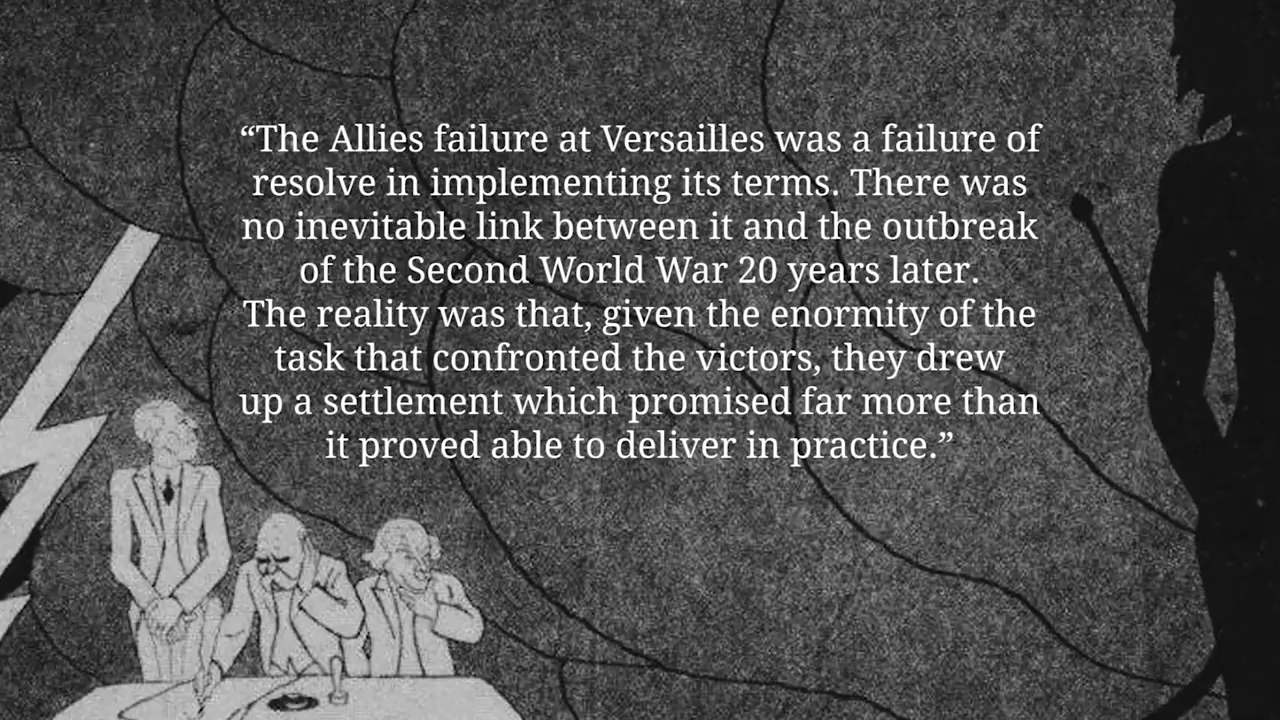 “The Allies failure at Versailles was a failure of
resolve in implementing its terms. There was
no inevitable link between it and the outbreak
of the Second World War 20 years later.
The reality was that, given the enormity of the
task that confronted the victors, they drew
up a settlement which promised far more than
it proved able to deliver in practice.”